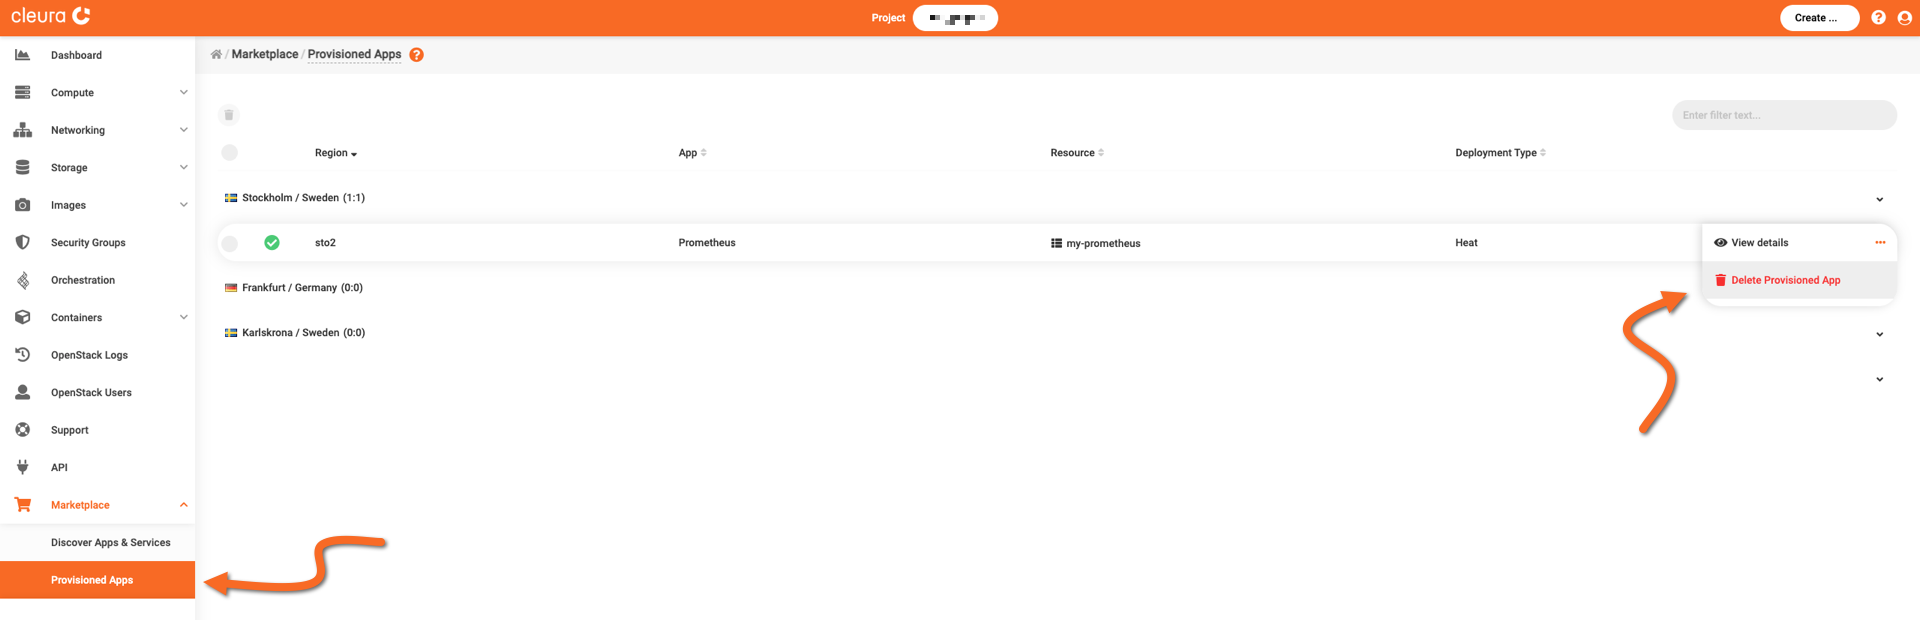 cleura
Project
Create ...
Dashboard
Compute
Networking
Storage
Images
Security Groups
Orchestration
Containers
OpenStack Logs
OpenStack Users
Support
API
Marketplace
Discover Apps & Services
Provisioned Apps
/ Marketplace / Provisioned Apps
Enter filter text...
Region App Resource Deployment Type
Stockholm / Sweden (1:1)
sto2 Prometheus my-prometheus Heat
View details
Delete Provisioned App
Frankfurt / Germany (0:0)
Karlskrona / Sweden (0:0)